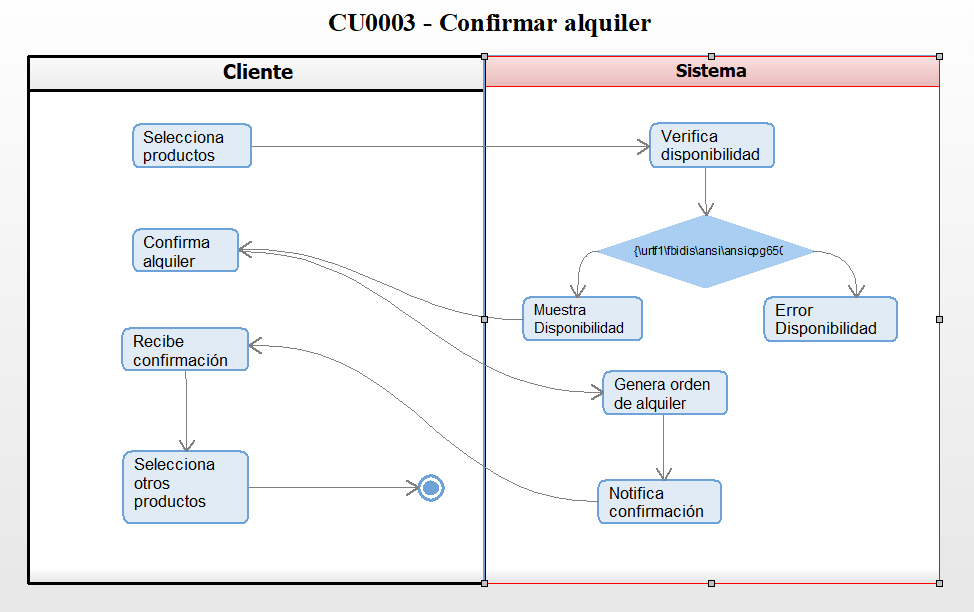 CU0003 - Confirmar alquiler
Cliente
Sistema
Selecciona
productos
Verifica
disponibilidad
Confirma
alquiler
{\urtf1\fbidis\ansi\ansicpg650
Muestra
Disponibilidad
Error
Disponibilidad
Recibe
confirmación
Genera orden
de alquiler
Selecciona
otros
productos
Notifica
confirmación